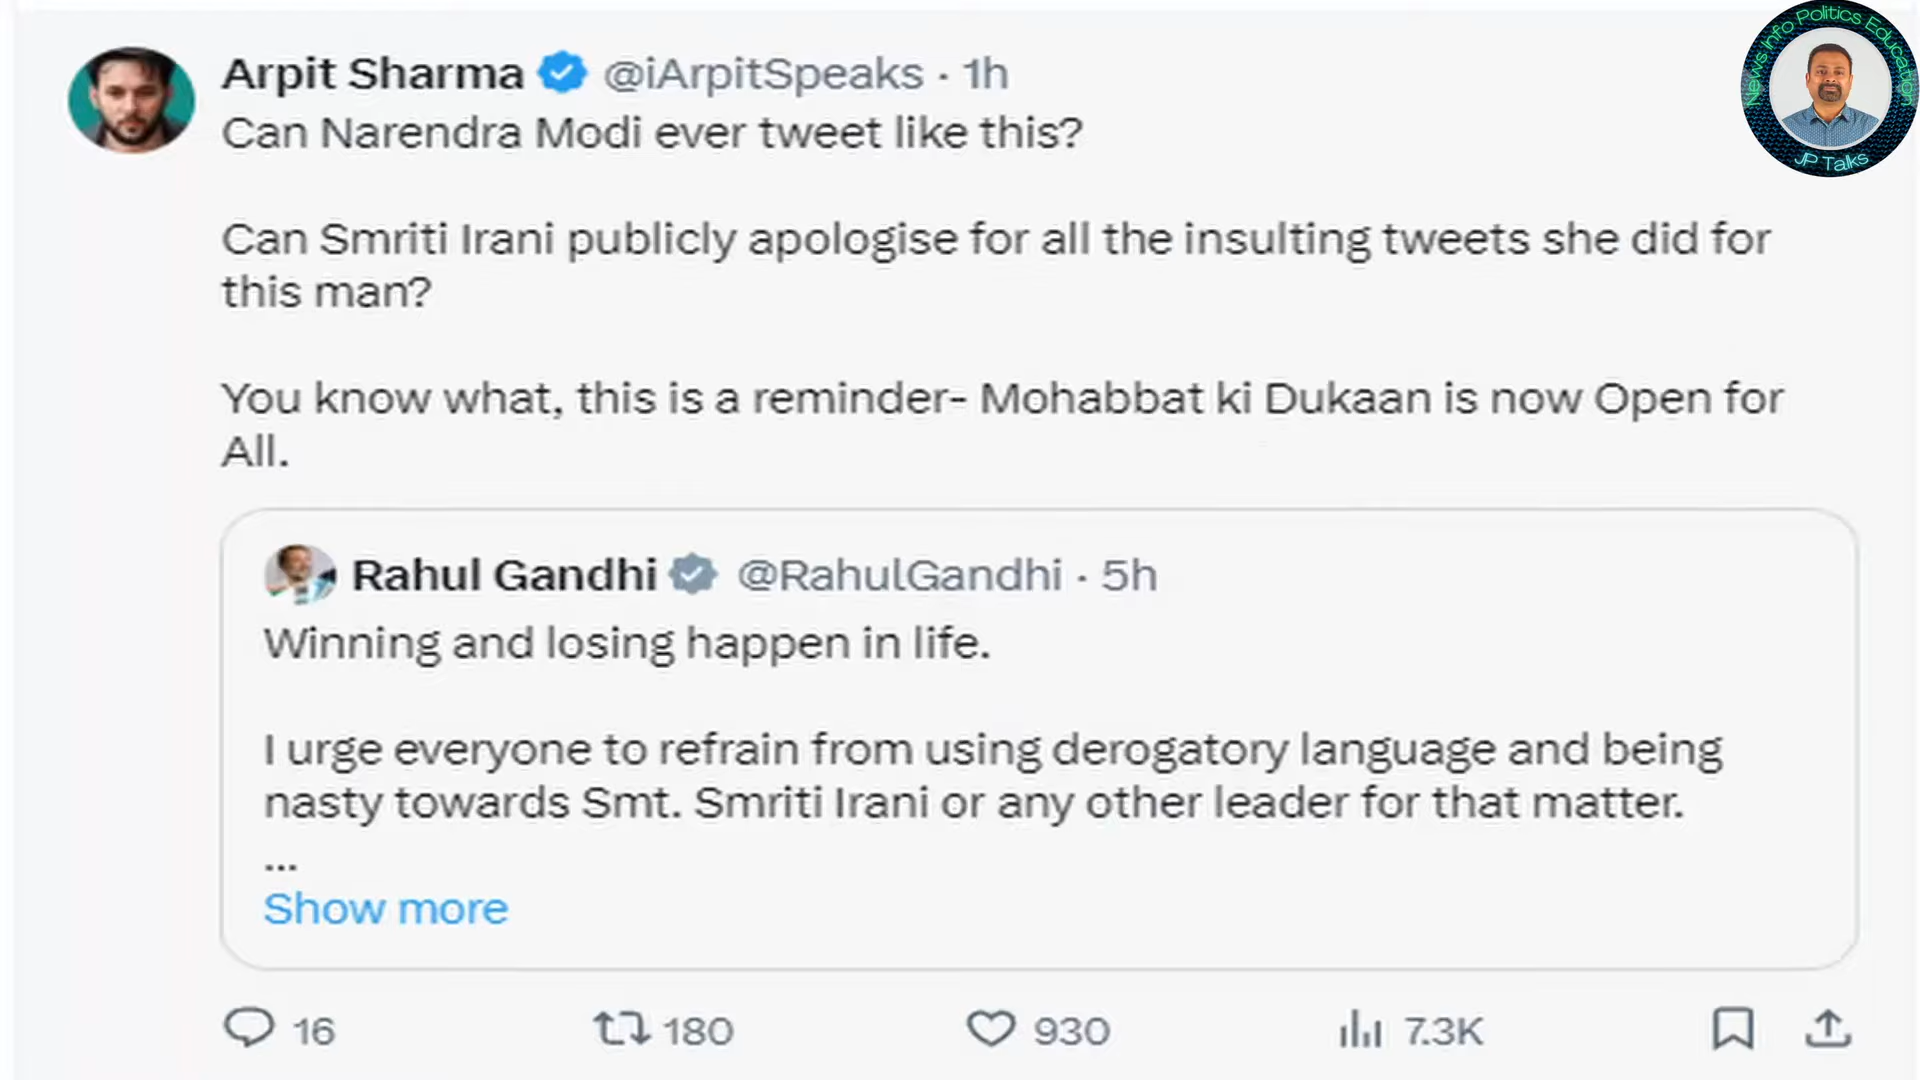 Arpit Sharma @iArpitSpeaks · 1h
Can Narendra Modi ever tweet like this?
Can Smriti Irani publicly apologise for all the insulting tweets she did for
this man?
You know what, this is a reminder- Mohabbat ki Dukaan is now Open for
All.
Rahul Gandhi @RahulGandhi · 5h
Winning and losing happen in life.
I urge everyone to refrain from using derogatory language and being
nasty towards Smt. Smriti Irani or any other leader for that matter.
...
Show more
16 180 930 7.3K
News Info Politics Education
JP Talks